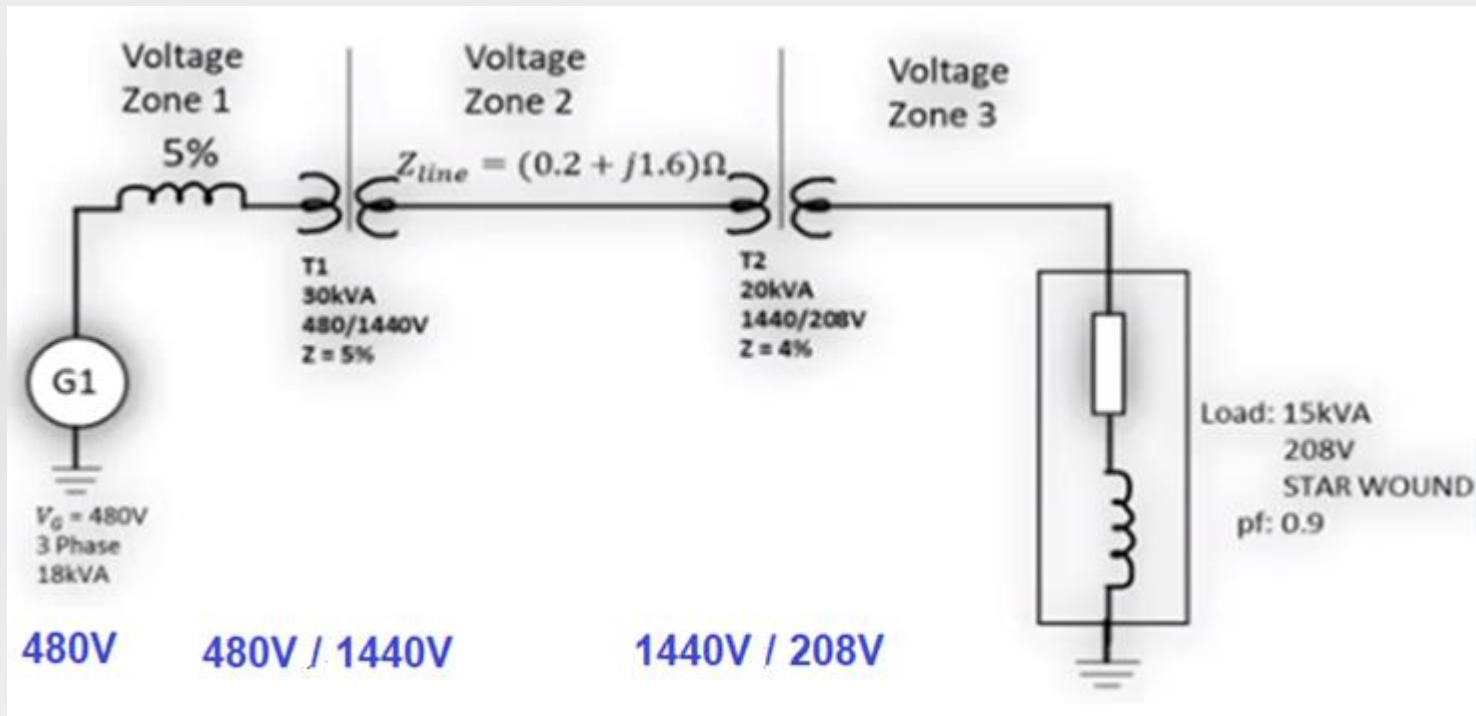 Voltage
Zone 1
Voltage
Zone 2
Voltage
Zone 3
5%
Z_line = (0.2 + j1.6)Ω
T1
30kVA
480/1440V
Z = 5%
T2
20kVA
1440/208V
Z = 4%
G1
V_G = 480V
3 Phase
18kVA
Load: 15kVA
208V
STAR WOUND
pf: 0.9
480V
480V / 1440V
1440V / 208V